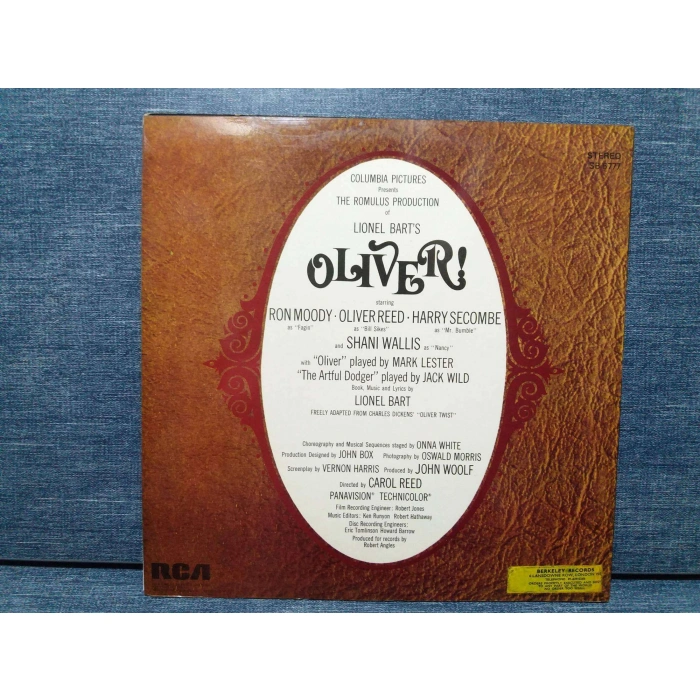 STEREO
COLUMBIA PICTURES
Presents
THE ROMULUS PRODUCTION
of
LIONEL BART'S
OLIVER!
starring
RON MOODY · OLIVER REED · HARRY SECOMBE
as "Fagin" as "Bill Sikes" as "Mr. Bumble"
and SHANI WALLIS as "Nancy"
with "Oliver" played by MARK LESTER
"The Artful Dodger" played by JACK WILD
Book, Music and Lyrics by
LIONEL BART
FREELY ADAPTED FROM CHARLES DICKENS' "OLIVER TWIST"
Choreography and Musical Sequences staged by ONNA WHITE
Production Designed by JOHN BOX Photography by OSWALD MORRIS
Screenplay by VERNON HARRIS Produced by JOHN WOOLF
Directed by CAROL REED
PANAVISION® TECHNICOLOR®
Film Recording Engineer: Robert Jones
Music Editors: Ken Runyon Robert Hathaway
Disc Recording Engineers:
Eric Tomlinson Howard Barrow
Produced for records by
Robert Angles
RCA
BERKELEY RECORDS